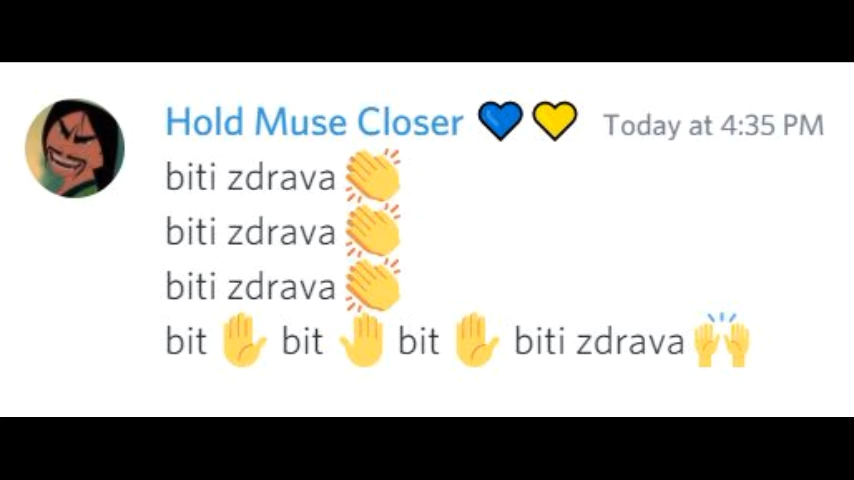 Hold Muse Closer 💙 💛 Today at 4:35 PM
biti zdrava 👏
biti zdrava 👏
biti zdrava 👏
bit ✋ bit 🤚 bit ✋ biti zdrava 🙌